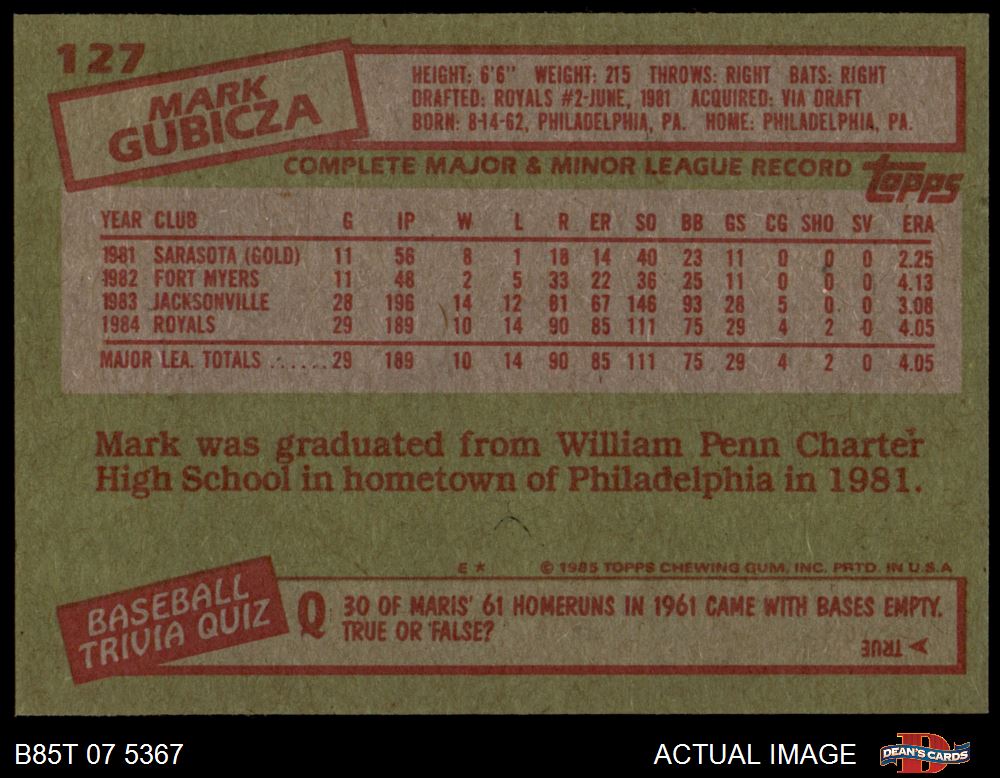 127
MARK
GUBICZA
HEIGHT: 6'6" WEIGHT: 215 THROWS: RIGHT BATS: RIGHT
DRAFTED: ROYALS #2-JUNE, 1981 ACQUIRED: VIA DRAFT
BORN: 8-14-62, PHILADELPHIA, PA. HOME: PHILADELPHIA, PA.
COMPLETE MAJOR & MINOR LEAGUE RECORD
topps
YEAR CLUB G IP W L R ER SO BB GS CG SHO SV ERA
1981 SARASOTA (GOLD) 11 56 8 1 18 14 40 23 11 0 0 0 2.25
1982 FORT MYERS 11 48 2 5 33 22 36 25 11 0 0 0 4.13
1983 JACKSONVILLE 28 196 14 12 81 67 146 93 28 5 0 0 3.08
1984 ROYALS 29 189 10 14 90 85 111 75 29 4 2 0 4.05
MAJOR LEA. TOTALS ...... 29 189 10 14 90 85 111 75 29 4 2 0 4.05
Mark was graduated from William Penn Charter
High School in hometown of Philadelphia in 1981.
E * © 1985 TOPPS CHEWING GUM, INC. PRTD. IN U.S.A
BASEBALL
TRIVIA QUIZ
Q 30 OF MARIS' 61 HOMERUNS IN 1961 CAME WITH BASES EMPTY.
TRUE OR FALSE?
A TRUE
B85T 07 5367
ACTUAL IMAGE
DEAN'S CARDS